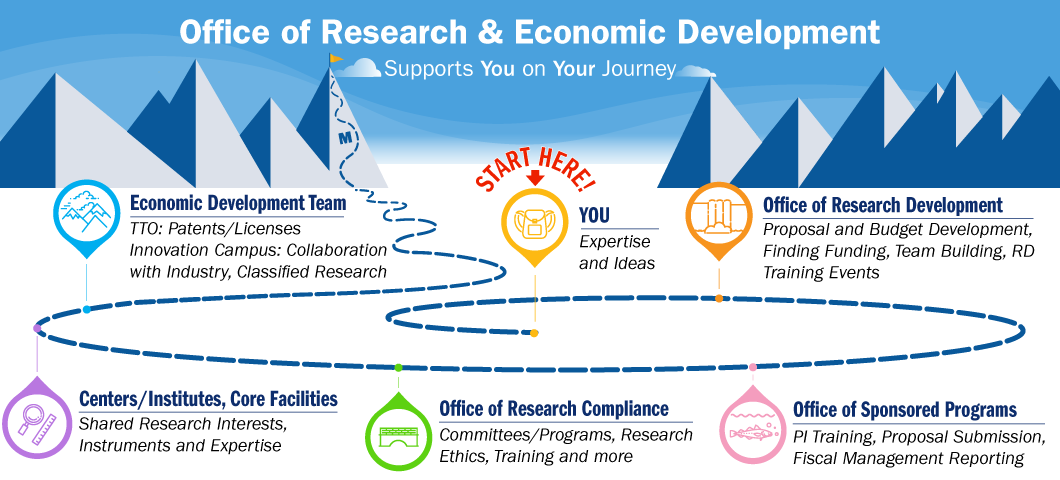 Office of Research & Economic Development
Supports You on Your Journey
M
START HERE!
Economic Development Team
TTO: Patents/Licenses
Innovation Campus: Collaboration
with Industry, Classified Research
YOU
Expertise
and Ideas
Office of Research Development
Proposal and Budget Development,
Finding Funding, Team Building, RD
Training Events
Centers/Institutes, Core Facilities
Shared Research Interests,
Instruments and Expertise
Office of Research Compliance
Committees/Programs, Research
Ethics, Training and more
Office of Sponsored Programs
PI Training, Proposal Submission,
Fiscal Management Reporting